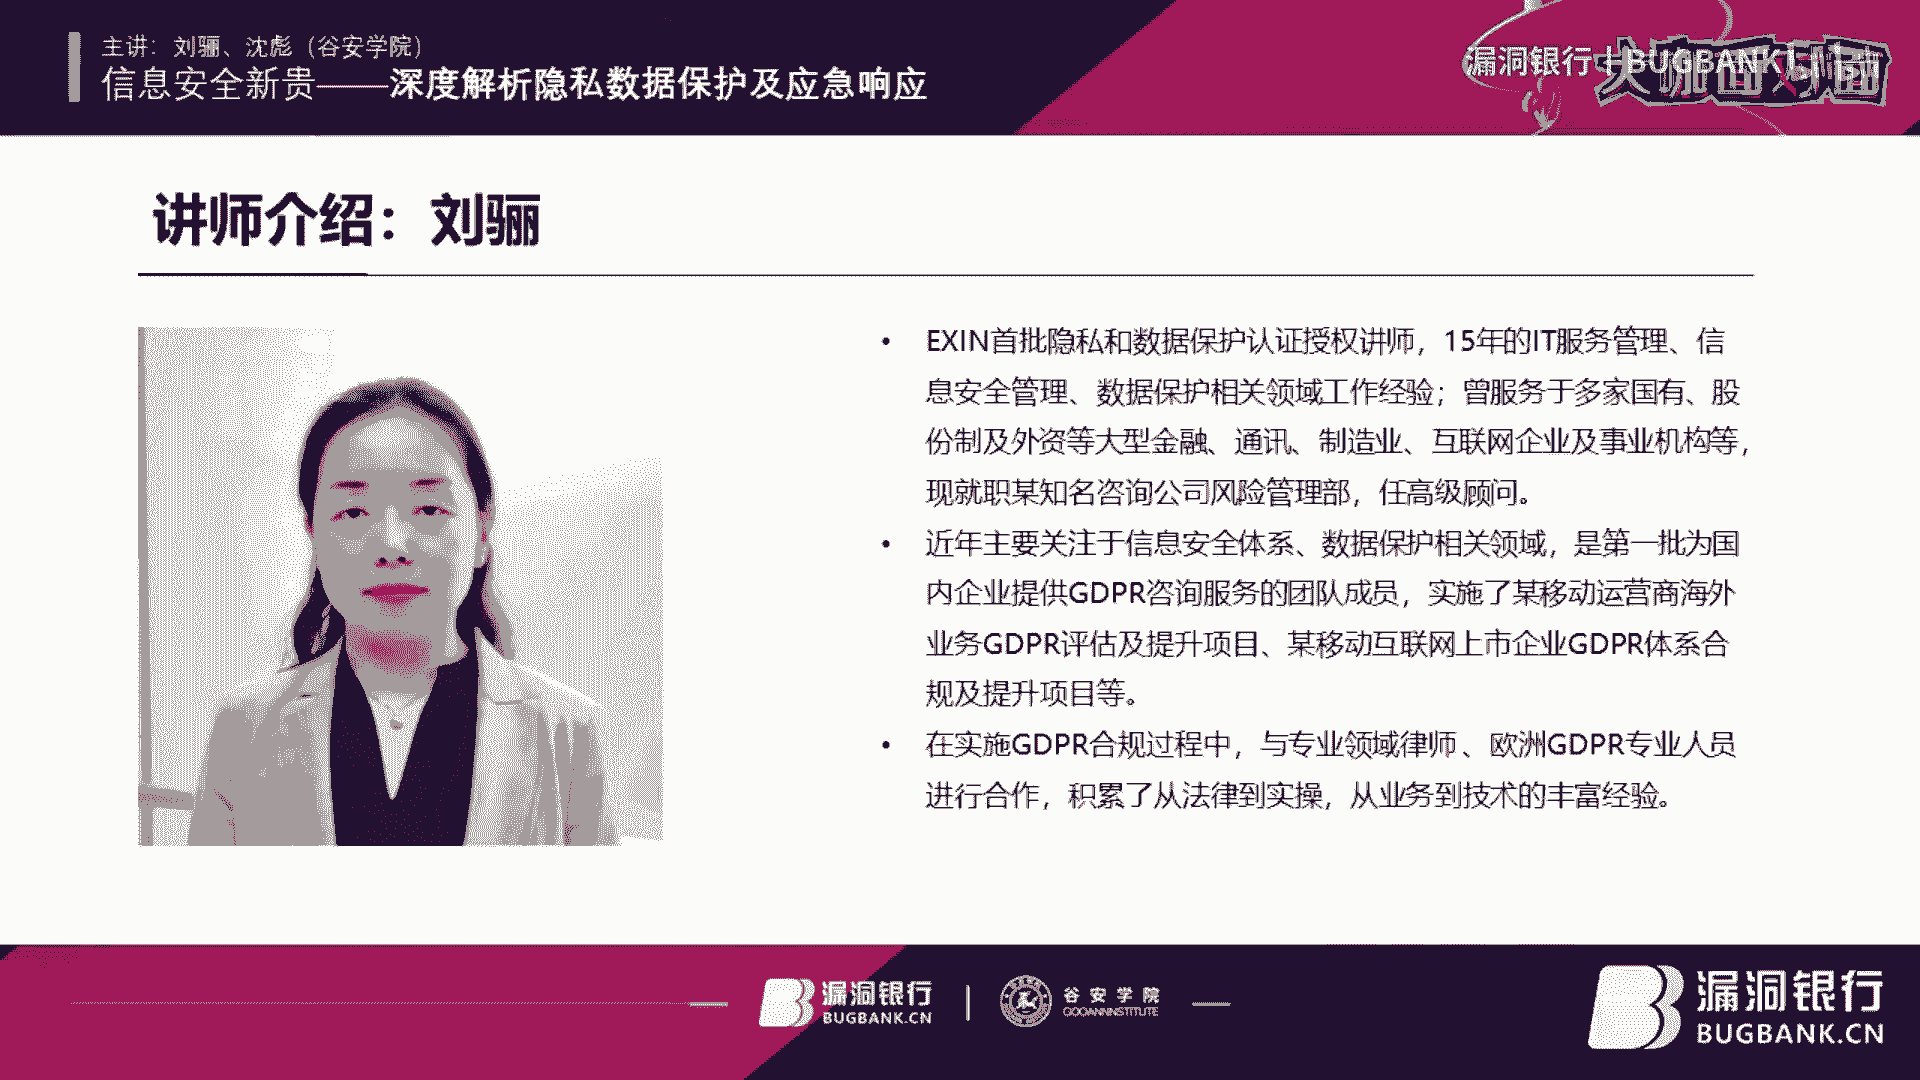 主讲：刘骊、沈彪（谷安学院）
信息安全新贵——深度解析隐私数据保护及应急响应
漏洞银行 | BUGBANK
大咖面对面
讲师介绍：刘骊
• EXIN首批隐私和数据保护认证授权讲师，15年的IT服务管理、信
息安全管理、数据保护相关领域工作经验；曾服务于多家国有、股
份制及外资等大型金融、通讯、制造业、互联网企业及事业机构等，
现就职某知名咨询公司风险管理部，任高级顾问。
• 近年主要关注于信息安全体系、数据保护相关领域，是第一批为国
内企业提供GDPR咨询服务的团队成员，实施了某移动运营商海外
业务GDPR评估及提升项目、某移动互联网上市企业GDPR体系合
规及提升项目等。
• 在实施GDPR合规过程中，与专业领域律师、欧洲GDPR专业人员
进行合作，积累了从法律到实操，从业务到技术的丰富经验。
漏洞银行
BUGBANK.CN
谷安学院
GOOANNINSTITUTE
漏洞银行
BUGBANK.CN